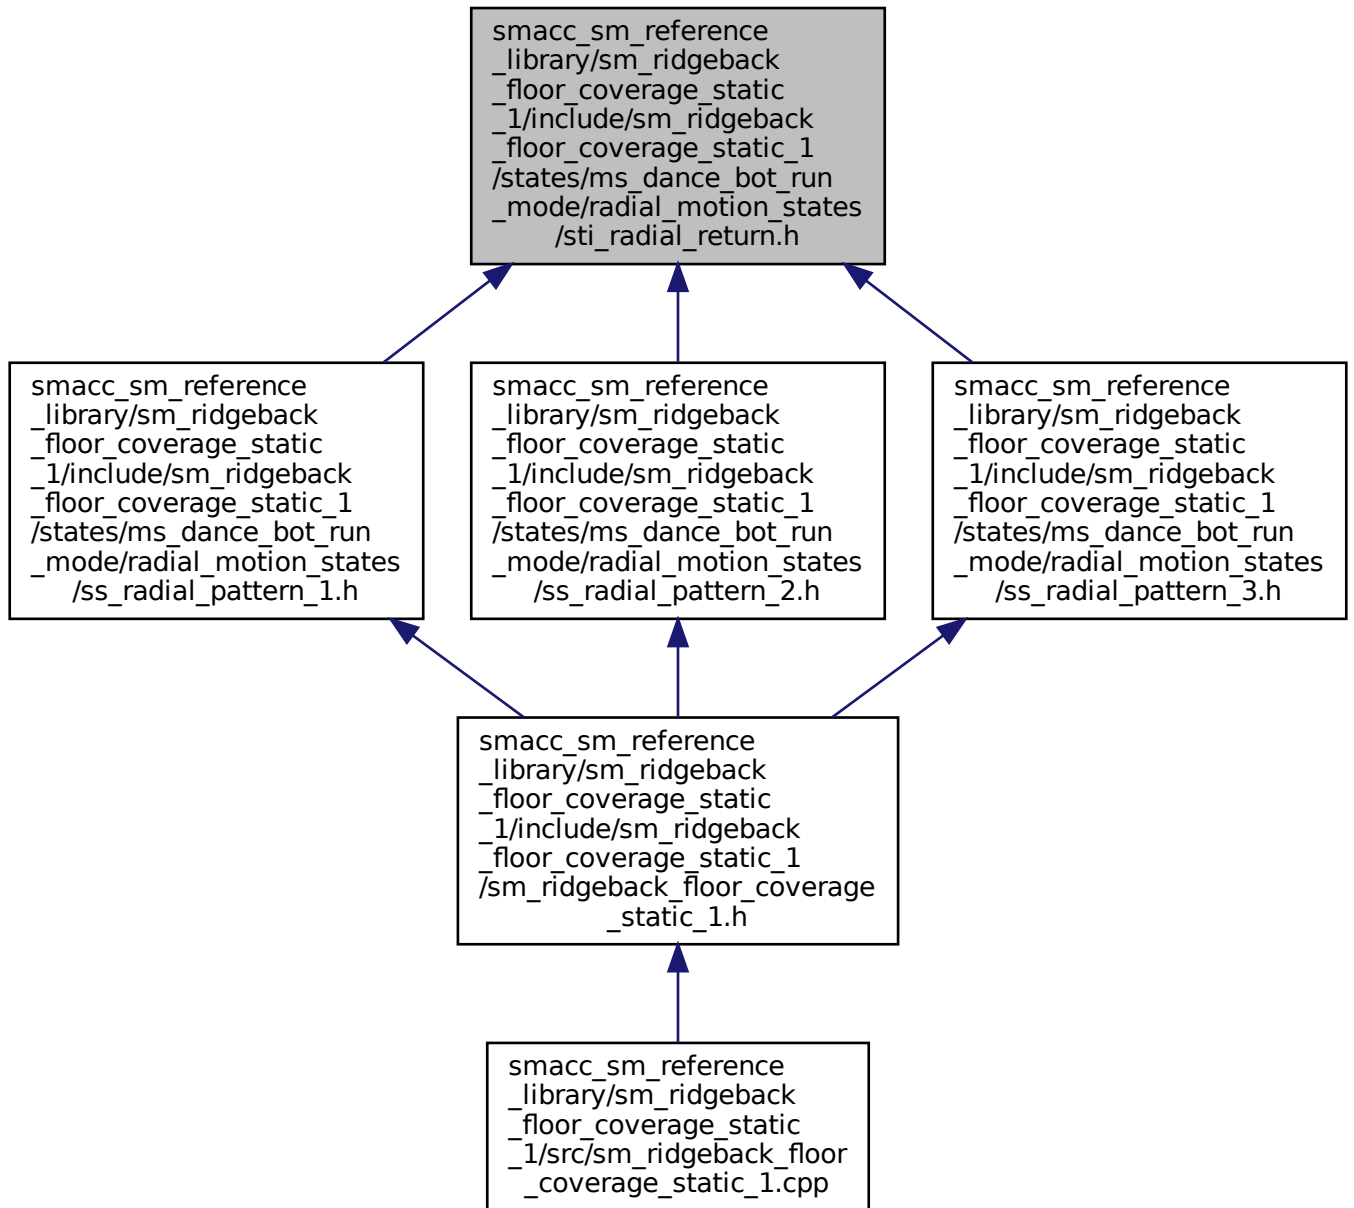 smacc_sm_reference
_library/sm_ridgeback
_floor_coverage_static
_1/include/sm_ridgeback
_floor_coverage_static_1
/states/ms_dance_bot_run
_mode/radial_motion_states
/sti_radial_return.h
smacc_sm_reference
_library/sm_ridgeback
_floor_coverage_static
_1/include/sm_ridgeback
_floor_coverage_static_1
/states/ms_dance_bot_run
_mode/radial_motion_states
/ss_radial_pattern_1.h
smacc_sm_reference
_library/sm_ridgeback
_floor_coverage_static
_1/include/sm_ridgeback
_floor_coverage_static_1
/states/ms_dance_bot_run
_mode/radial_motion_states
/ss_radial_pattern_2.h
smacc_sm_reference
_library/sm_ridgeback
_floor_coverage_static
_1/include/sm_ridgeback
_floor_coverage_static_1
/states/ms_dance_bot_run
_mode/radial_motion_states
/ss_radial_pattern_3.h
smacc_sm_reference
_library/sm_ridgeback
_floor_coverage_static
_1/include/sm_ridgeback
_floor_coverage_static_1
/sm_ridgeback_floor_coverage
_static_1.h
smacc_sm_reference
_library/sm_ridgeback
_floor_coverage_static
_1/src/sm_ridgeback_floor
_coverage_static_1.cpp